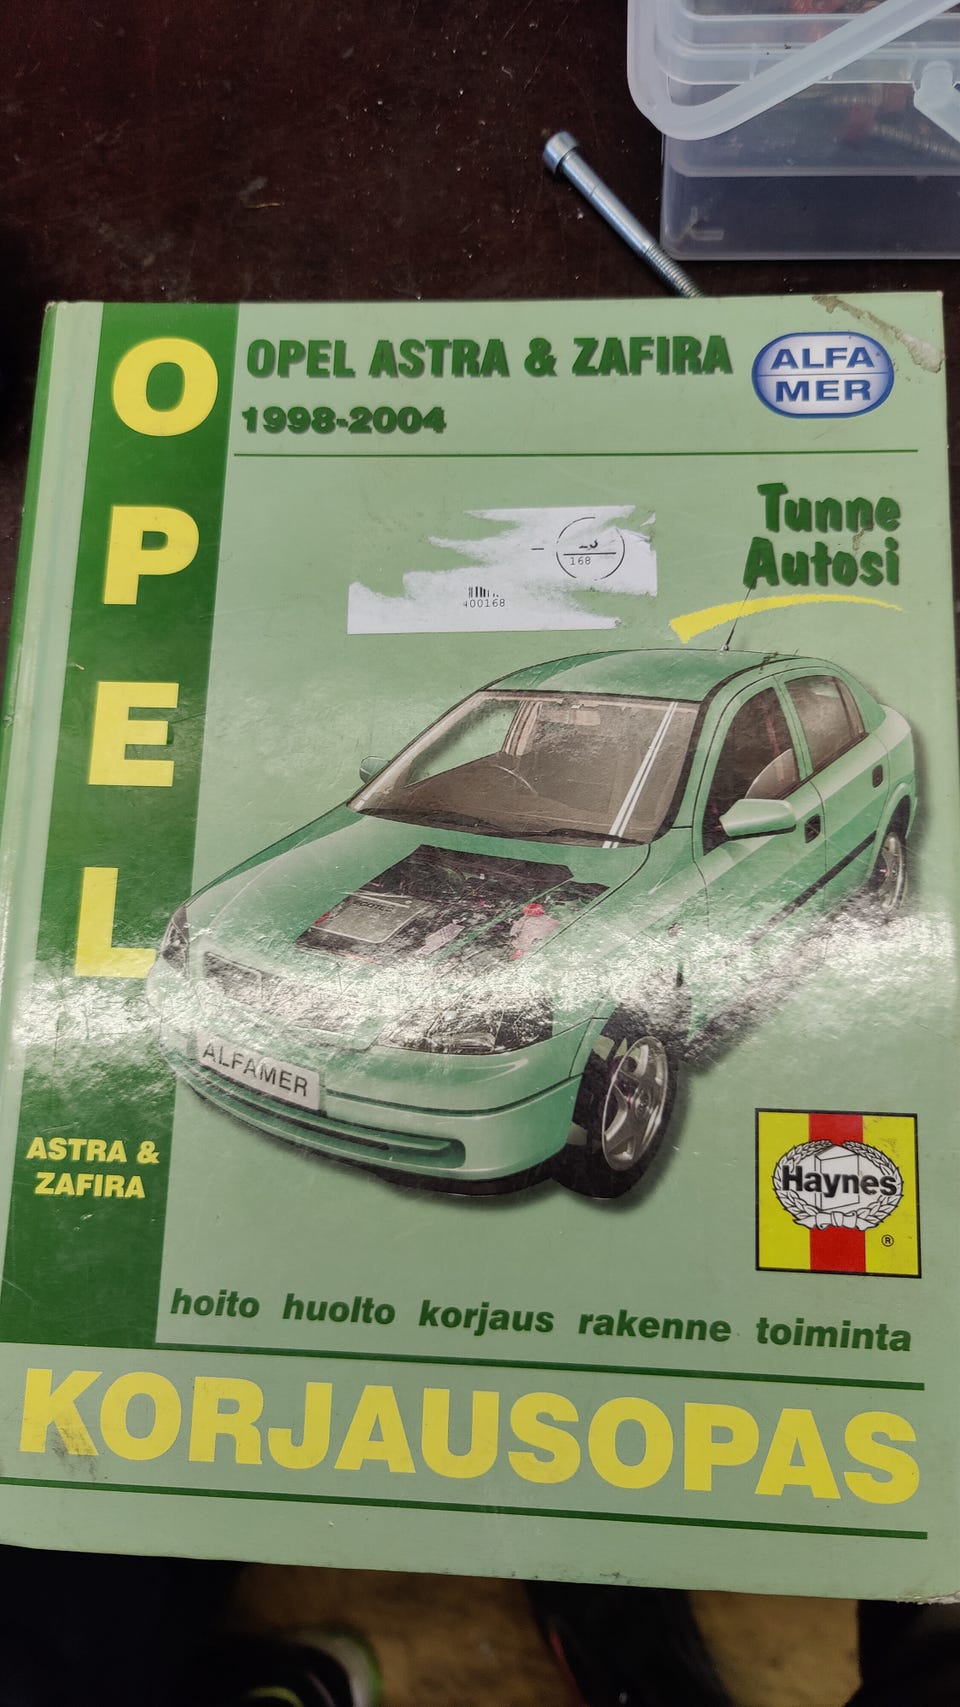 OPEL
OPEL ASTRA & ZAFIRA
1998-2004
ALFA
MER
Tunne
Autosi
168
400168
ALFAMER
ASTRA &
ZAFIRA
Haynes
®
hoito huolto korjaus rakenne toiminta
KORJAUSOPAS